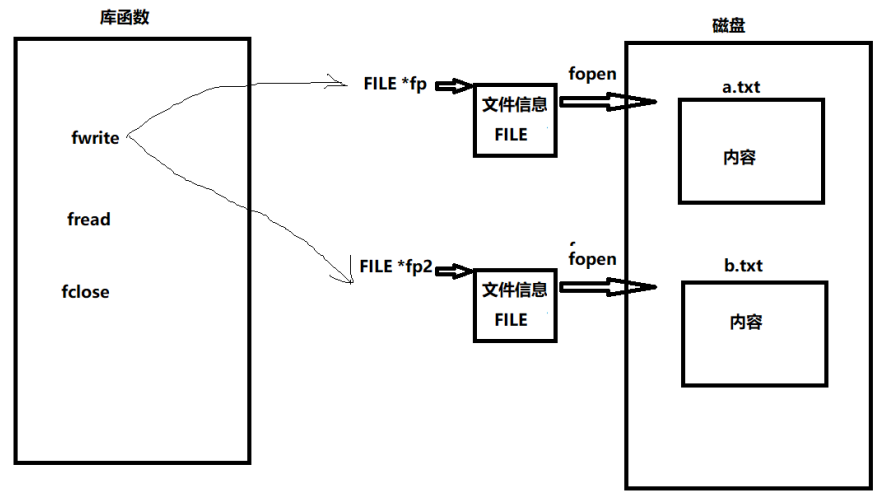 库函数
磁盘
fwrite
fread
fclose
FILE *fp
文件信息
FILE
fopen
a.txt
内容
FILE *fp2
文件信息
FILE
fopen
b.txt
内容